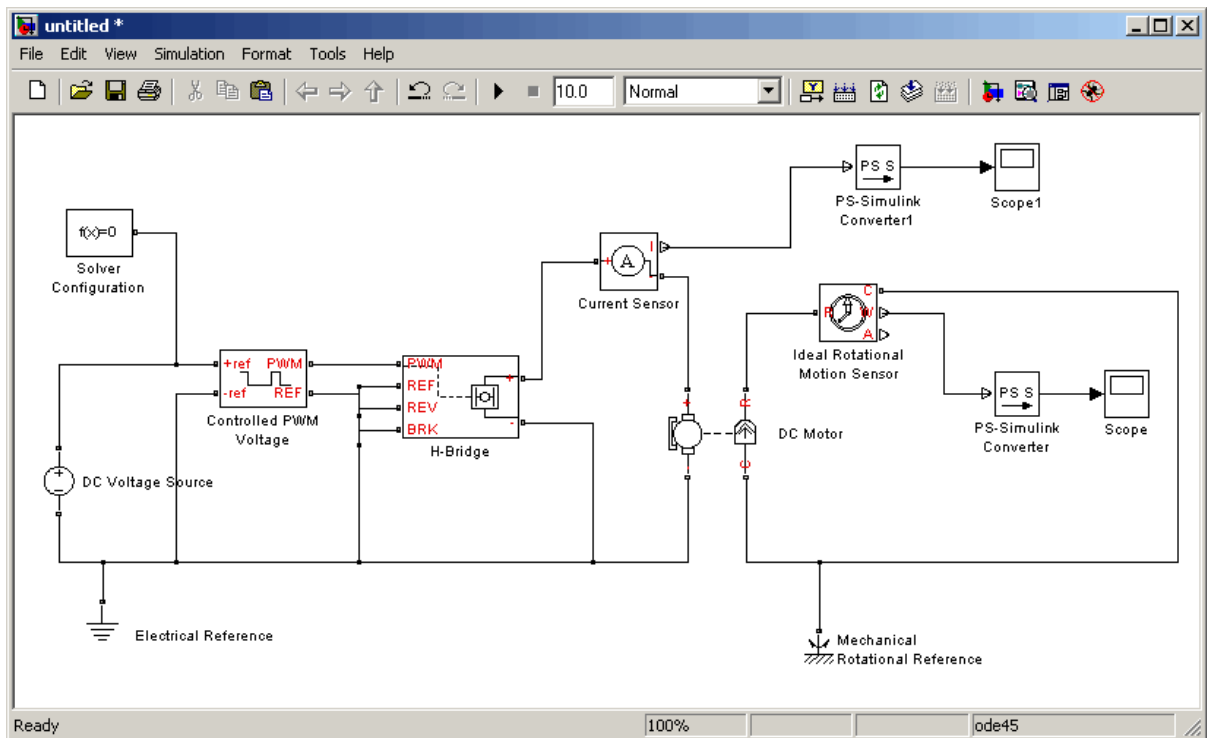 untitled *
File Edit View Simulation Format Tools Help
10.0 Normal
f(x)=0
Solver
Configuration
+ref PWM
-ref REF
Controlled PWM
Voltage
PWM
REF
REV
BRK
+
-
H-Bridge
+ A I
-
Current Sensor
PS S
PS-Simulink
Converter1
Scope1
R C
W
A
Ideal Rotational
Motion Sensor
PS S
PS-Simulink
Converter
Scope
+ R
DC Motor
- C
+
−
DC Voltage Source
Electrical Reference
Mechanical
Rotational Reference
Ready 100% ode45